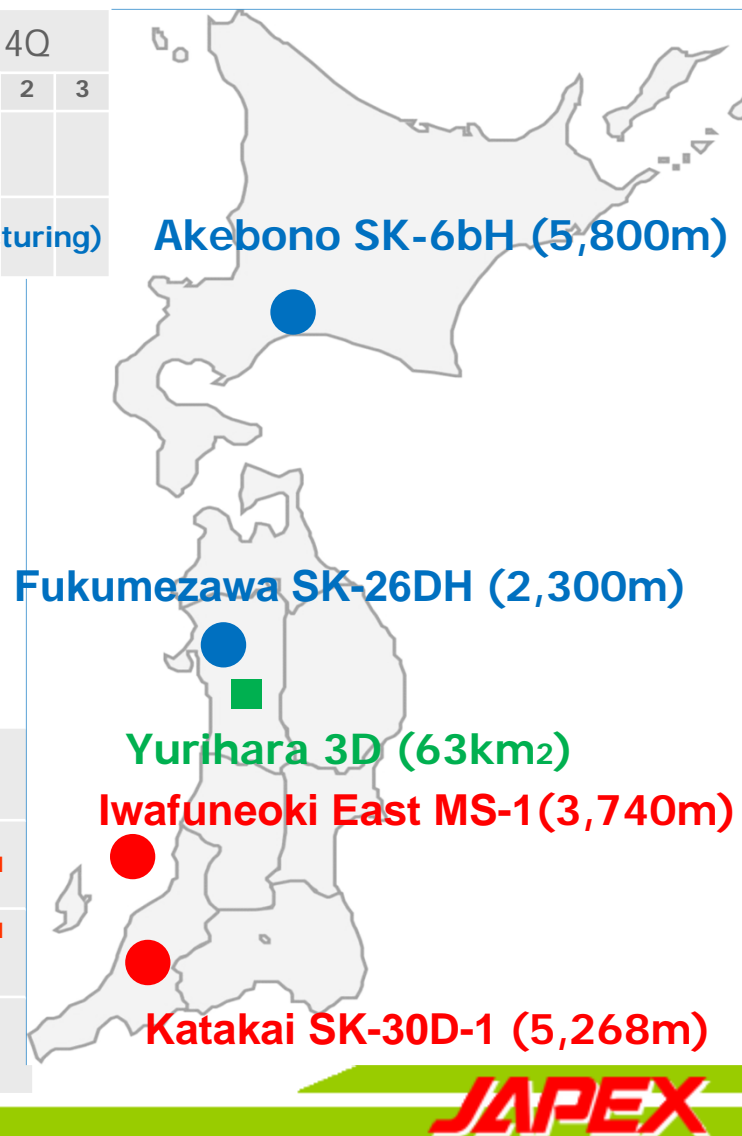 4Q
2 3
turing)
Akebono SK-6bH (5,800m)
Fukumezawa SK-26DH (2,300m)
Yurihara 3D (63km2)
Iwafuneoki East MS-1(3,740m)
Katakai SK-30D-1 (5,268m)
JAPEX